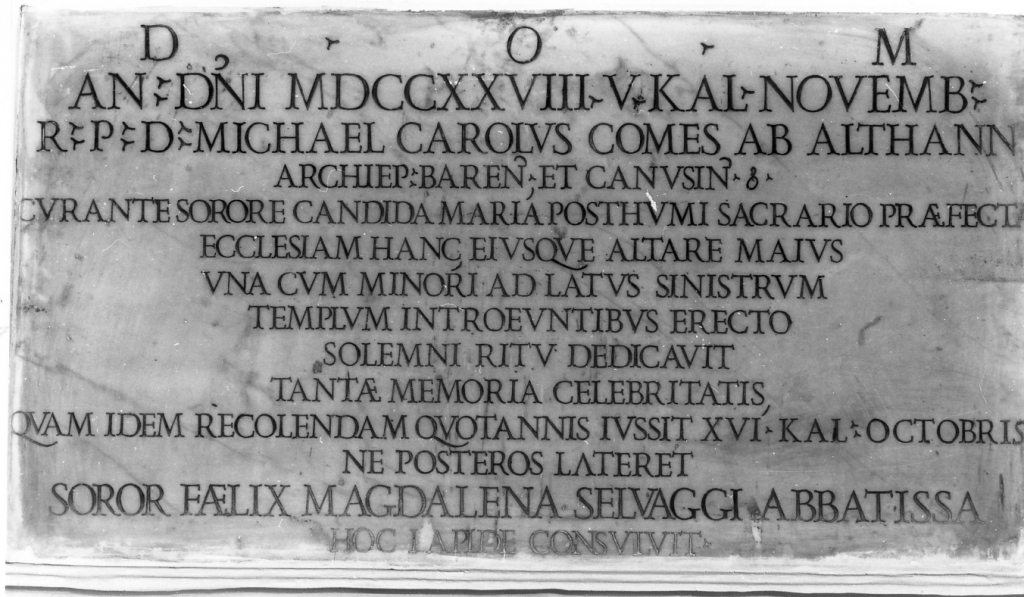 D · O · M
AN : DÑI MDCCXXVIII · V · KAL · NOVEMB :
R : P : D : MICHAEL CAROLVS COMES AB ALTHANN
ARCHIEP : BAREN , ET CANVSIN · & ·
CVRANTE SORORE CANDIDA MARIA POSTHVMI SACRARIO PRÆFECTA
ECCLESIAM HANC, EIVSQVE ALTARE MAIVS
VNA CVM MINORI AD LATVS SINISTRVM
TEMPLVM INTROEVNTIBVS ERECTO
SOLEMNI RITV DEDICAVIT
TANTÆ MEMORIA CELEBRITATIS,
QVAM IDEM RECOLENDAM QVOTANNIS IVSSIT XVI · KAL : OCTOBRIS
NE POSTEROS LATERET
SOROR FÆLIX MAGDALENA SELVAGGI ABBATISSA
HOC LAPIDE CONSVLVIT